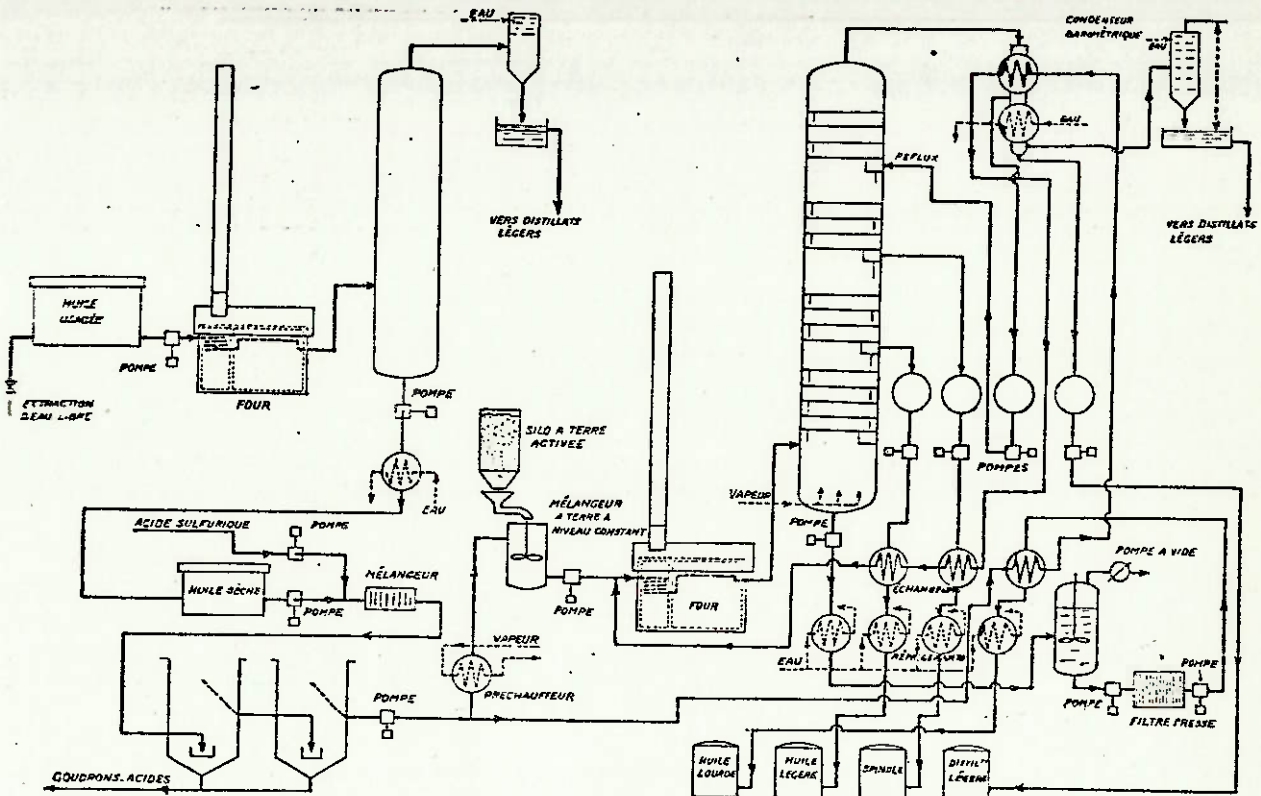 EAU
CONDENSEUR
BAROMÉTRIQUE
EAU
EAU
REFLUX
VERS DISTILLATS
LÉGERS
VERS DISTILLATS
LÉGERS
HUILE
USAGÉE
POMPE
EXTRACTION
D'EAU LIBRE
FOUR
POMPE
SILO A TERRE
ACTIVÉE
POMPES
EAU
VAPEUR
MÉLANGEUR
A TERRE A
NIVEAU CONSTANT
POMPE
ACIDE SULFURIQUE
POMPE
MÉLANGEUR
HUILE SÈCHE
POMPE
POMPE
FOUR
ÉCHANGEURS
POMPE A VIDE
VAPEUR
EAU
RÉFRIGÉRANTS
PRÉCHAUFFEUR
POMPE
POMPE
POMPE
FILTRE PRESSE
GOUDRONS-ACIDES
HUILE
LOURDE
HUILE
LÉGÈRE
SPINDLE
DISTILLTS
LÉGERS